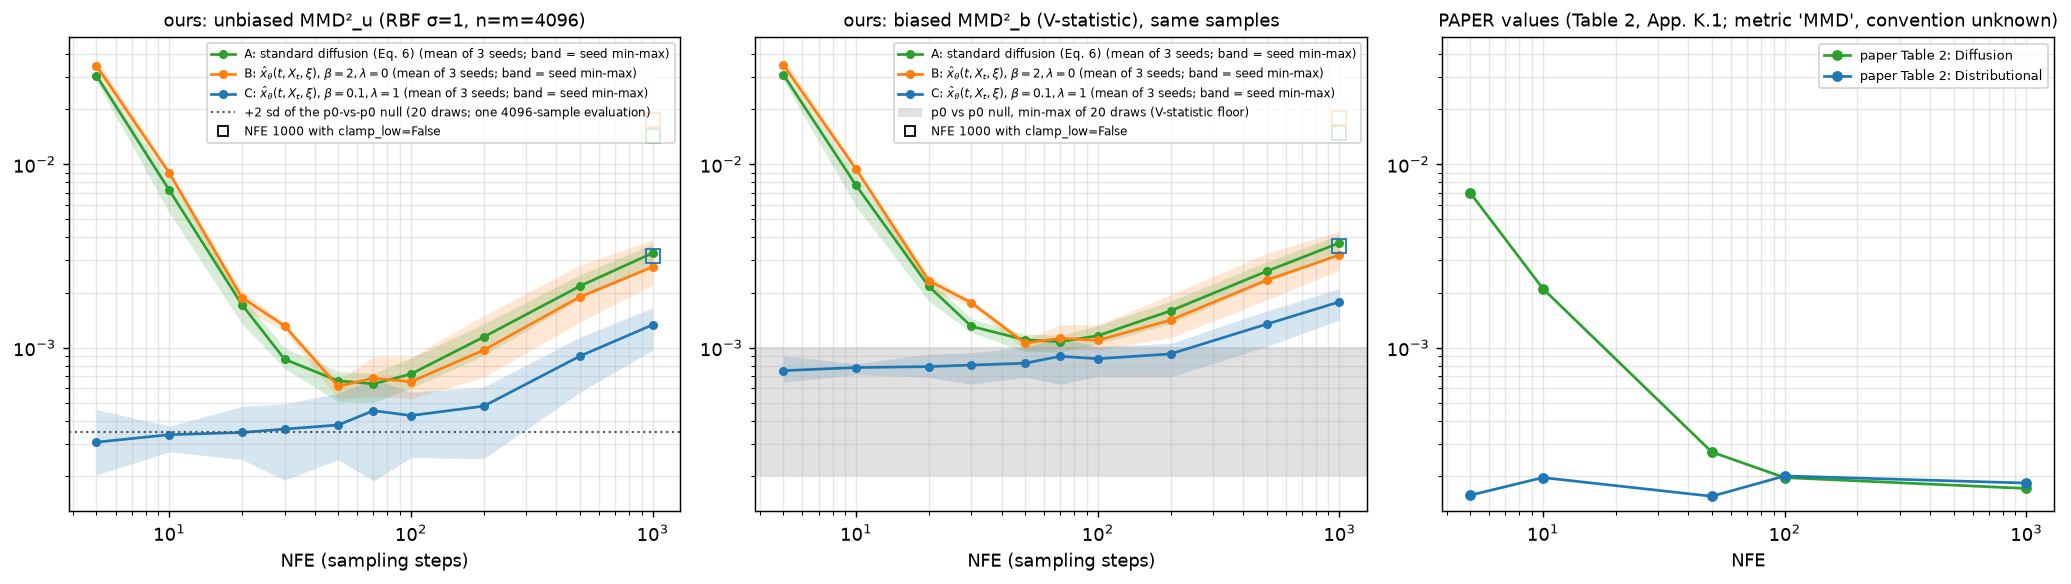 ours: unbiased MMD²_u (RBF σ=1, n=m=4096)
A: standard diffusion (Eq. 6) (mean of 3 seeds; band = seed min-max)
B: x̂_θ(t, X_t, ξ), β = 2, λ = 0 (mean of 3 seeds; band = seed min-max)
C: x̂_θ(t, X_t, ξ), β = 0.1, λ = 1 (mean of 3 seeds; band = seed min-max)
+2 sd of the p0-vs-p0 null (20 draws; one 4096-sample evaluation)
NFE 1000 with clamp_low=False
10⁻²
10⁻³
10¹ 10² 10³
NFE (sampling steps)
ours: biased MMD²_b (V-statistic), same samples
A: standard diffusion (Eq. 6) (mean of 3 seeds; band = seed min-max)
B: x̂_θ(t, X_t, ξ), β = 2, λ = 0 (mean of 3 seeds; band = seed min-max)
C: x̂_θ(t, X_t, ξ), β = 0.1, λ = 1 (mean of 3 seeds; band = seed min-max)
p0 vs p0 null, min-max of 20 draws (V-statistic floor)
NFE 1000 with clamp_low=False
10⁻²
10⁻³
10¹ 10² 10³
NFE (sampling steps)
PAPER values (Table 2, App. K.1; metric 'MMD', convention unknown)
paper Table 2: Diffusion
paper Table 2: Distributional
10⁻²
10⁻³
10¹ 10² 10³
NFE